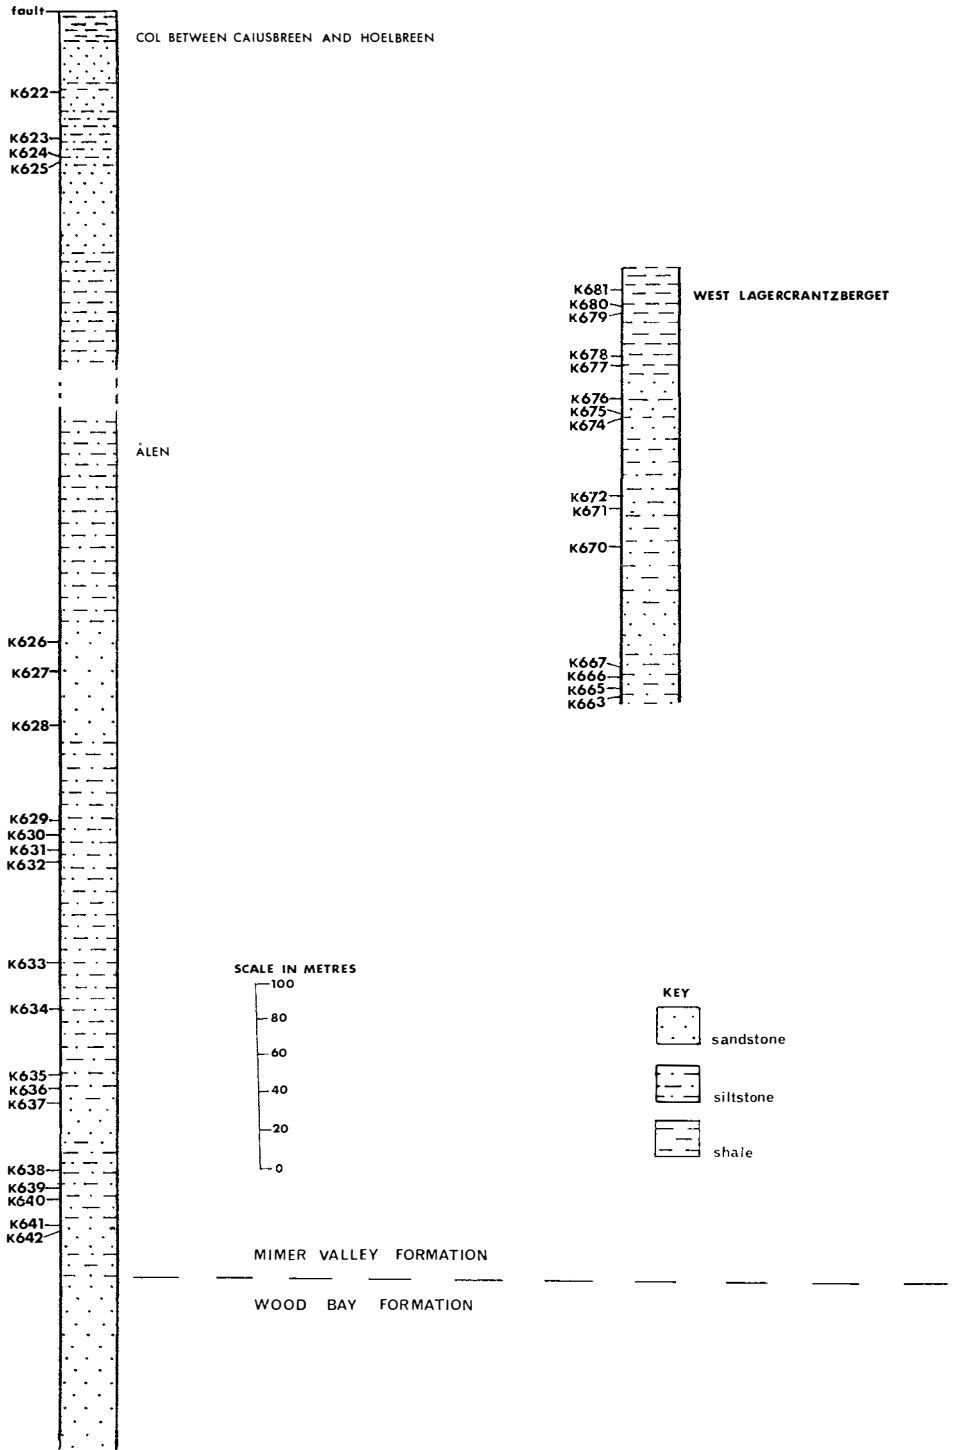 fault
COL BETWEEN CAIUSBREEN AND HOELBREEN
K622
K623
K624
K625
ÅLEN
K626
K627
K628
K629
K630
K631
K632
K633
K634
K635
K636
K637
K638
K639
K640
K641
K642
WEST LAGERCRANTZBERGET
K681
K680
K679
K678
K677
K676
K675
K674
K672
K671
K670
K667
K666
K665
K663
SCALE IN METRES
100
80
60
40
20
0
KEY
sandstone
siltstone
shale
MIMER VALLEY FORMATION
WOOD BAY FORMATION